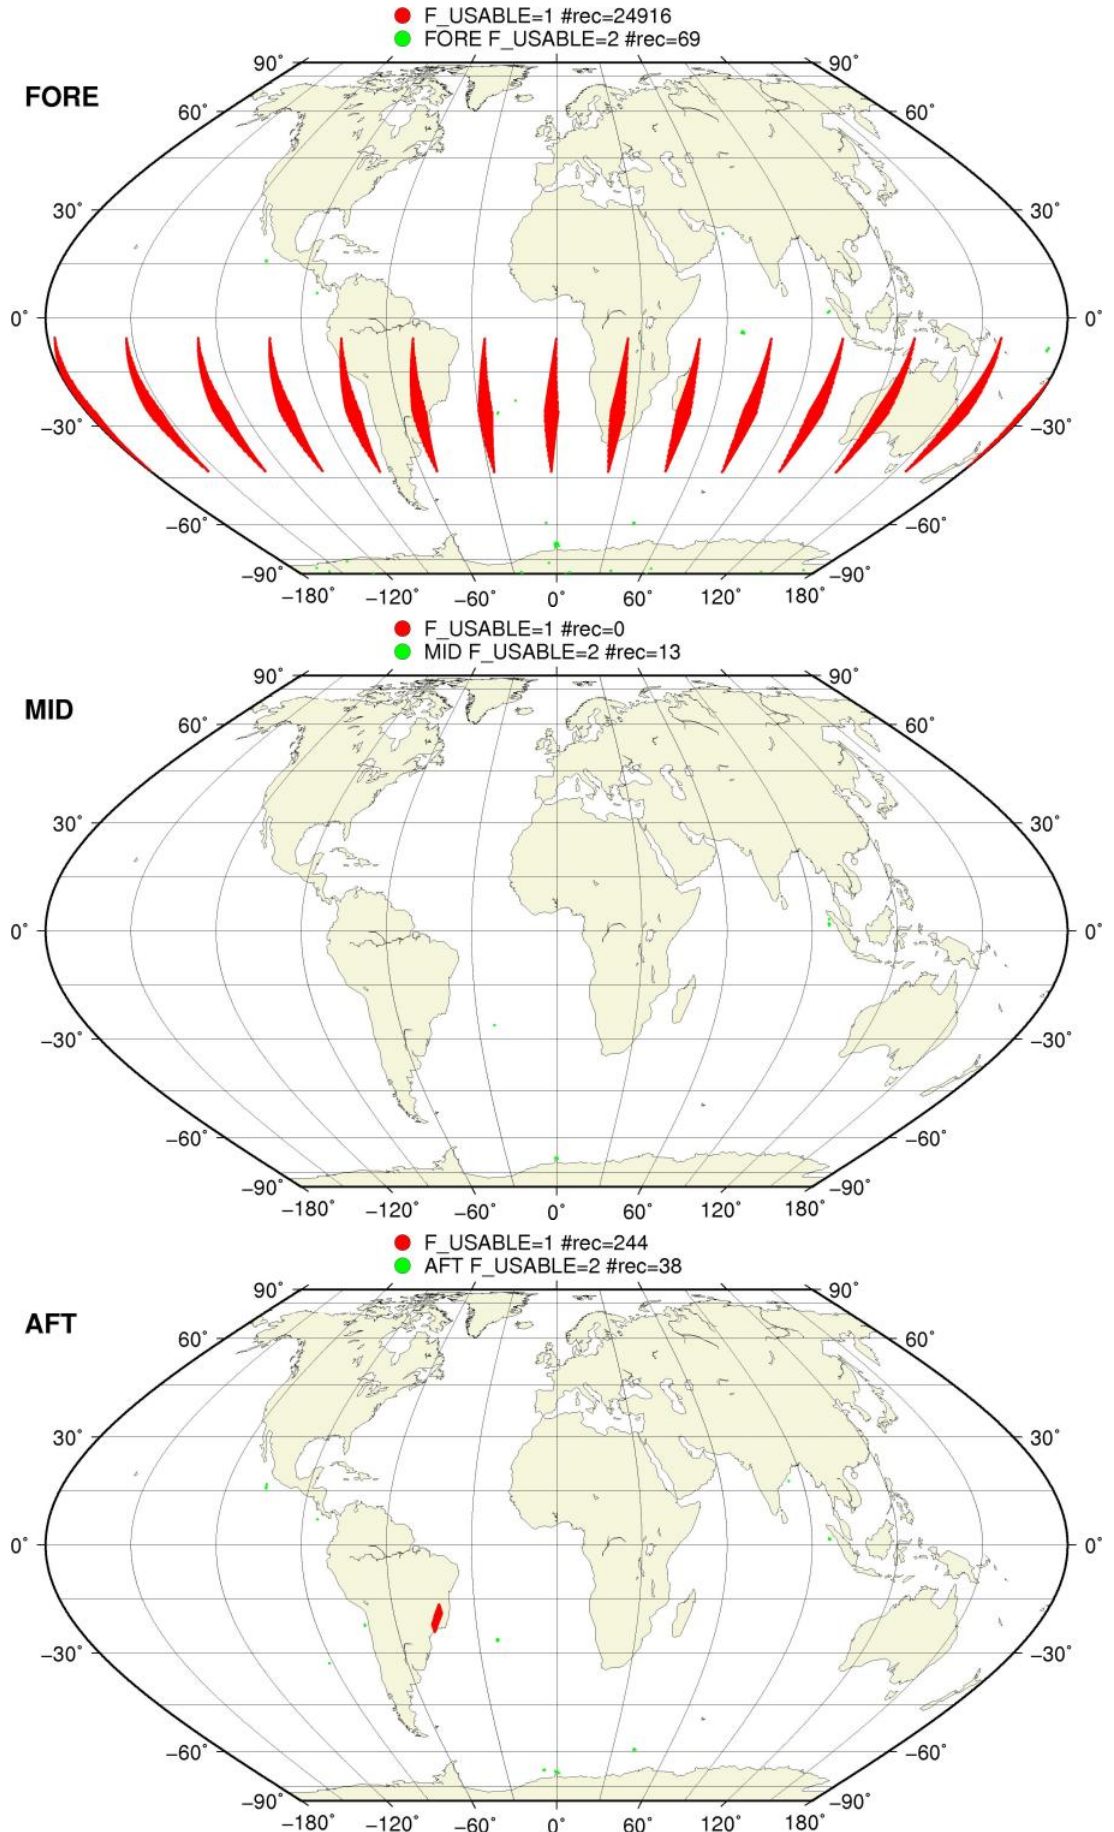 F_USABLE=1 #rec=24916
FORE F_USABLE=2 #rec=69
FORE
90° 90°
60° 60°
30° 30°
0° 0°
−30° −30°
−60° −60°
−90° −90°
−180° −120° −60° 0° 60° 120° 180°
F_USABLE=1 #rec=0
MID F_USABLE=2 #rec=13
MID
90° 90°
60° 60°
30° 30°
0° 0°
−30° −30°
−60° −60°
−90° −90°
−180° −120° −60° 0° 60° 120° 180°
F_USABLE=1 #rec=244
AFT F_USABLE=2 #rec=38
AFT
90° 90°
60° 60°
30° 30°
0° 0°
−30° −30°
−60° −60°
−90° −90°
−180° −120° −60° 0° 60° 120° 180°